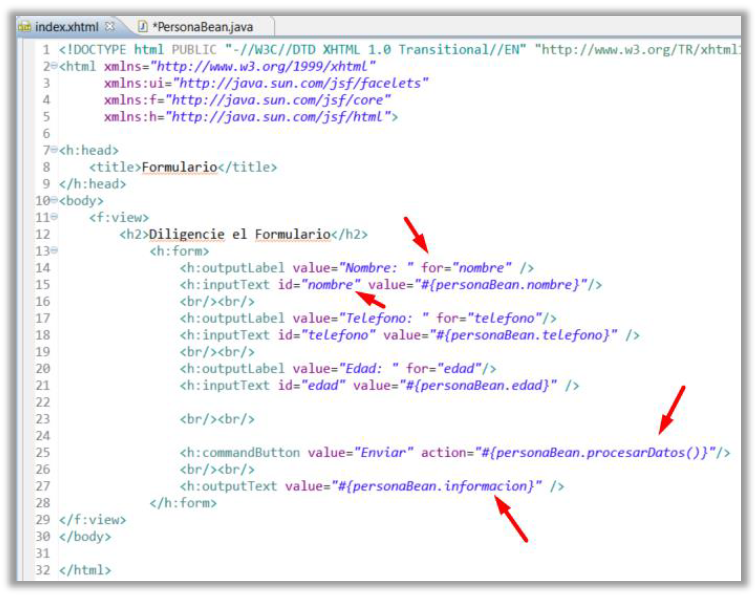 index.xhtml *PersonaBean.java
1 <!DOCTYPE html PUBLIC "-//W3C//DTD XHTML 1.0 Transitional//EN" "http://www.w3.org/TR/xhtml1
2 <html xmlns="http://www.w3.org/1999/xhtml"
3 xmlns:ui="http://java.sun.com/jsf/facelets"
4 xmlns:f="http://java.sun.com/jsf/core"
5 xmlns:h="http://java.sun.com/jsf/html">
6
7 <h:head>
8 <title>Formulario</title>
9 </h:head>
10 <body>
11 <f:view>
12 <h2>Diligencie el Formulario</h2>
13 <h:form>
14 <h:outputLabel value="Nombre: " for="nombre" />
15 <h:inputText id="nombre" value="#{personaBean.nombre}"/>
16 <br/><br/>
17 <h:outputLabel value="Telefono: " for="telefono"/>
18 <h:inputText id="telefono" value="#{personaBean.telefono}" />
19 <br/><br/>
20 <h:outputLabel value="Edad: " for="edad"/>
21 <h:inputText id="edad" value="#{personaBean.edad}" />
22
23 <br/><br/>
24
25 <h:commandButton value="Enviar" action="#{personaBean.procesarDatos()}"/>
26 <br/><br/>
27 <h:outputText value="#{personaBean.informacion}" />
28 </h:form>
29 </f:view>
30 </body>
31
32 </html>